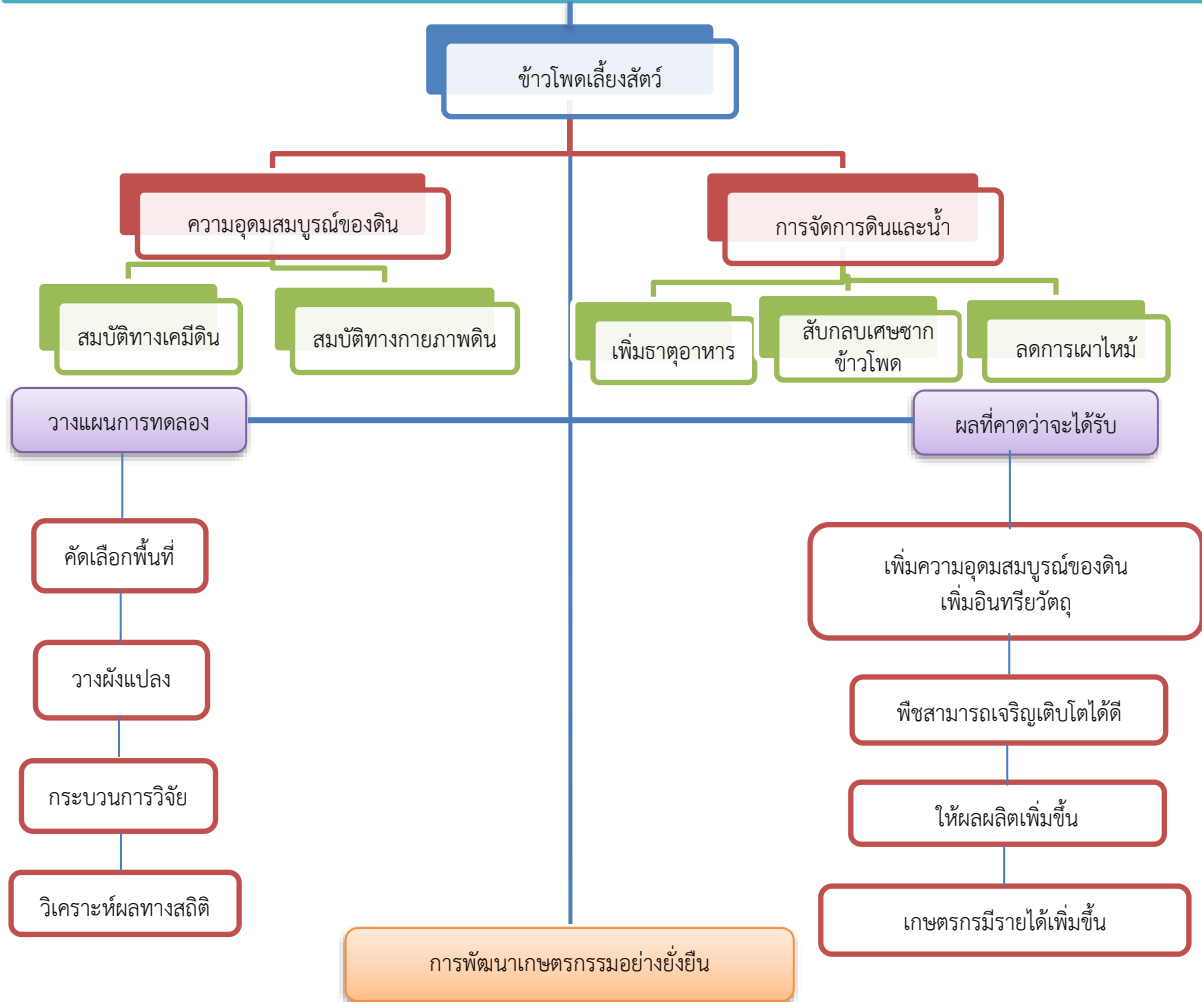 ข้าวโพดเลี้ยงสัตว์
ความอุดมสมบูรณ์ของดิน
การจัดการดินและน้ำ
สมบัติทางเคมีดิน
สมบัติทางกายภาพดิน
เพิ่มธาตุอาหาร
สับกลบเศษซาก
ข้าวโพด
ลดการเผาไหม้
วางแผนการทดลอง
ผลที่คาดว่าจะได้รับ
คัดเลือกพื้นที่
วางผังแปลง
กระบวนการวิจัย
วิเคราะห์ผลทางสถิติ
เพิ่มความอุดมสมบูรณ์ของดิน
เพิ่มอินทรียวัตถุ
พืชสามารถเจริญเติบโตได้ดี
ให้ผลผลิตเพิ่มขึ้น
เกษตรกรมีรายได้เพิ่มขึ้น
การพัฒนาเกษตรกรรมอย่างยั่งยืน